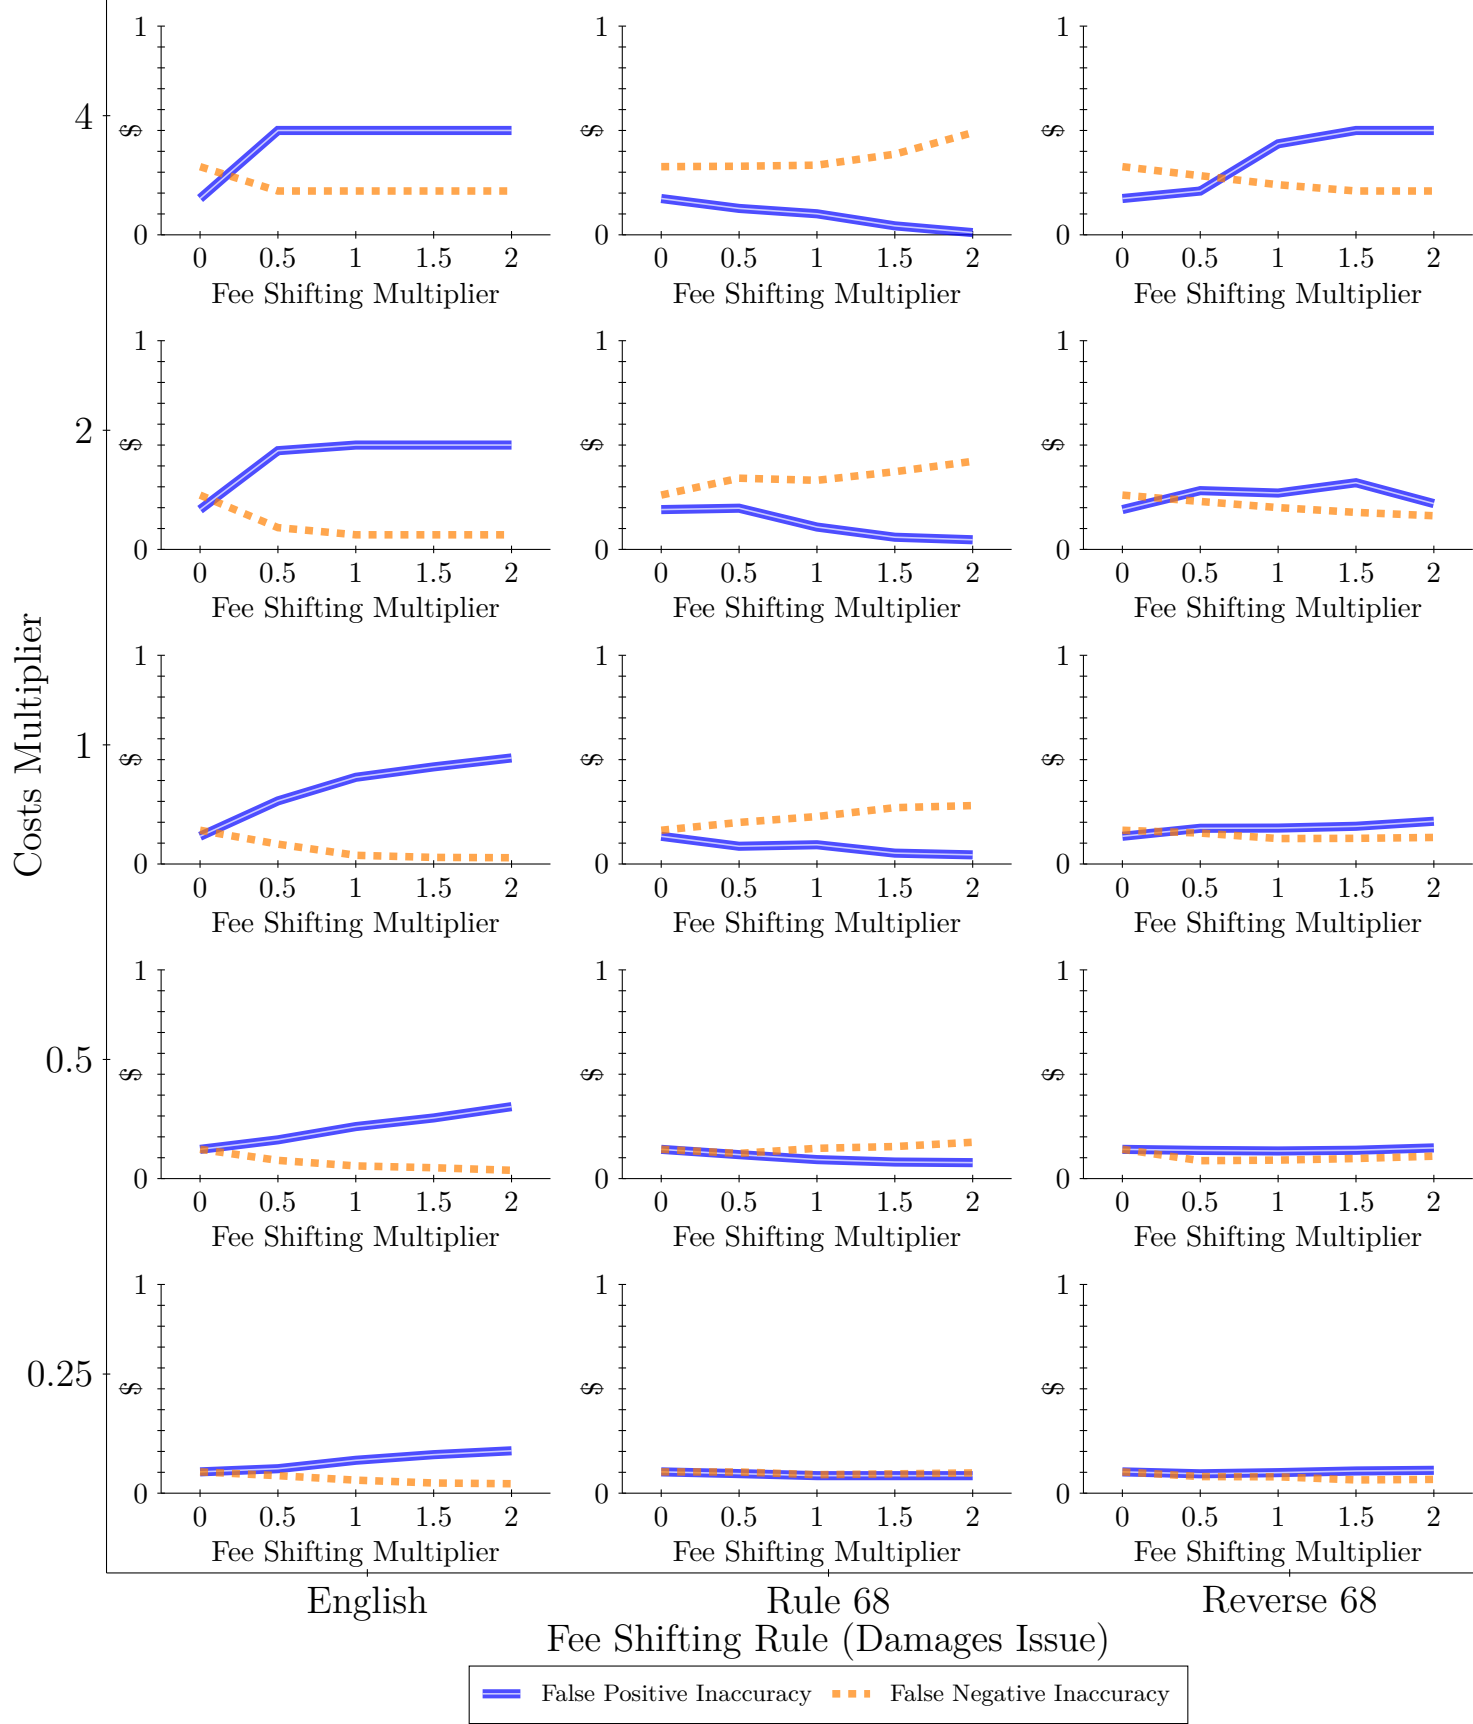 1
1
1
4
$
$
$
0
0
0
0 0.5 1 1.5 2
0 0.5 1 1.5 2
0 0.5 1 1.5 2
Fee Shifting Multiplier
Fee Shifting Multiplier
Fee Shifting Multiplier
1
1
1
2
$
$
$
0
0
0
0 0.5 1 1.5 2
0 0.5 1 1.5 2
0 0.5 1 1.5 2
Fee Shifting Multiplier
Fee Shifting Multiplier
Fee Shifting Multiplier
Costs Multiplier
1
1
1
1
$
$
$
0
0
0
0 0.5 1 1.5 2
0 0.5 1 1.5 2
0 0.5 1 1.5 2
Fee Shifting Multiplier
Fee Shifting Multiplier
Fee Shifting Multiplier
1
1
1
0.5
$
$
$
0
0
0
0 0.5 1 1.5 2
0 0.5 1 1.5 2
0 0.5 1 1.5 2
Fee Shifting Multiplier
Fee Shifting Multiplier
Fee Shifting Multiplier
1
1
1
0.25
$
$
$
0
0
0
0 0.5 1 1.5 2
0 0.5 1 1.5 2
0 0.5 1 1.5 2
Fee Shifting Multiplier
Fee Shifting Multiplier
Fee Shifting Multiplier
English
Rule 68
Reverse 68
Fee Shifting Rule (Damages Issue)
False Positive Inaccuracy
False Negative Inaccuracy